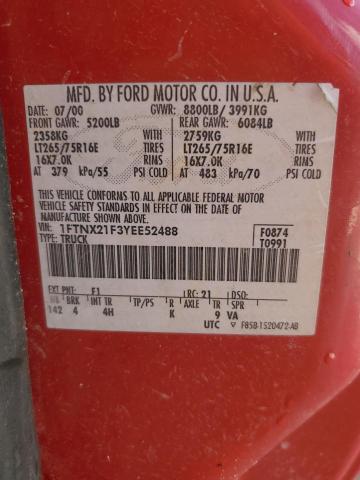 MFD. BY FORD MOTOR CO. IN U.S.A.
DATE: 07/00 GVWR: 8800LB / 3991KG
FRONT GAWR: 5200LB REAR GAWR: 6084LB
2358KG WITH 2759KG WITH
LT265/75R16E TIRES LT265/75R16E TIRES
16X7.0K RIMS 16X7.0K RIMS
AT 379 kPa/55 PSI COLD AT 483 kPa/70 PSI COLD
THIS VEHICLE CONFORMS TO ALL APPLICABLE FEDERAL MOTOR
VEHICLE SAFETY STANDARDS IN EFFECT ON THE DATE OF
MANUFACTURE SHOWN ABOVE.
VIN: 1FTNX21F3YEE52488 F0874
TYPE: TRUCK T0991
EXT PNT: F1 RC: 21 DSO:
WB BRK INT TR TP/PS R AXLE TR SPR
142 4 4H K 9 VA
UTC F85B-1520472-AB